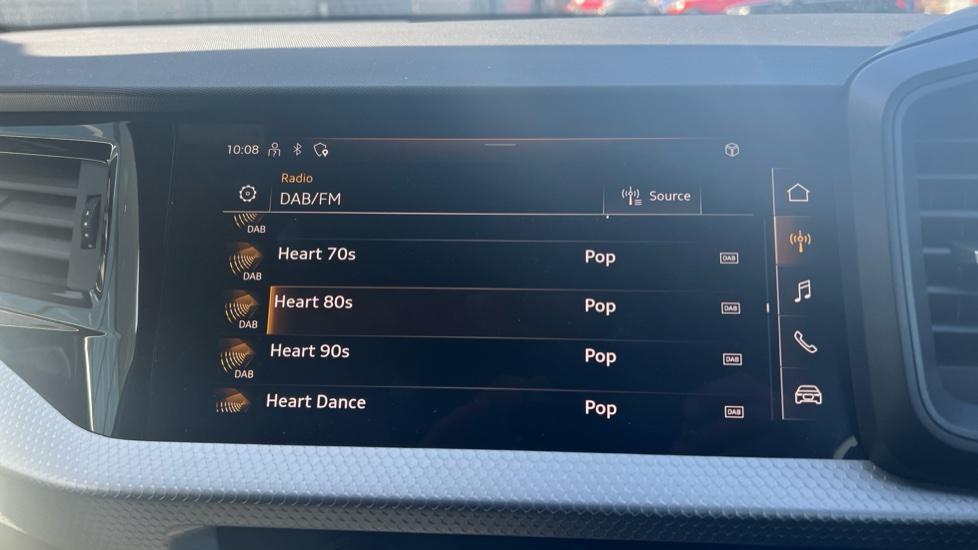 10:08
Radio
DAB/FM
Source
DAB
Heart 70s Pop DAB
DAB
Heart 80s Pop DAB
DAB
Heart 90s Pop DAB
DAB
Heart Dance Pop DAB